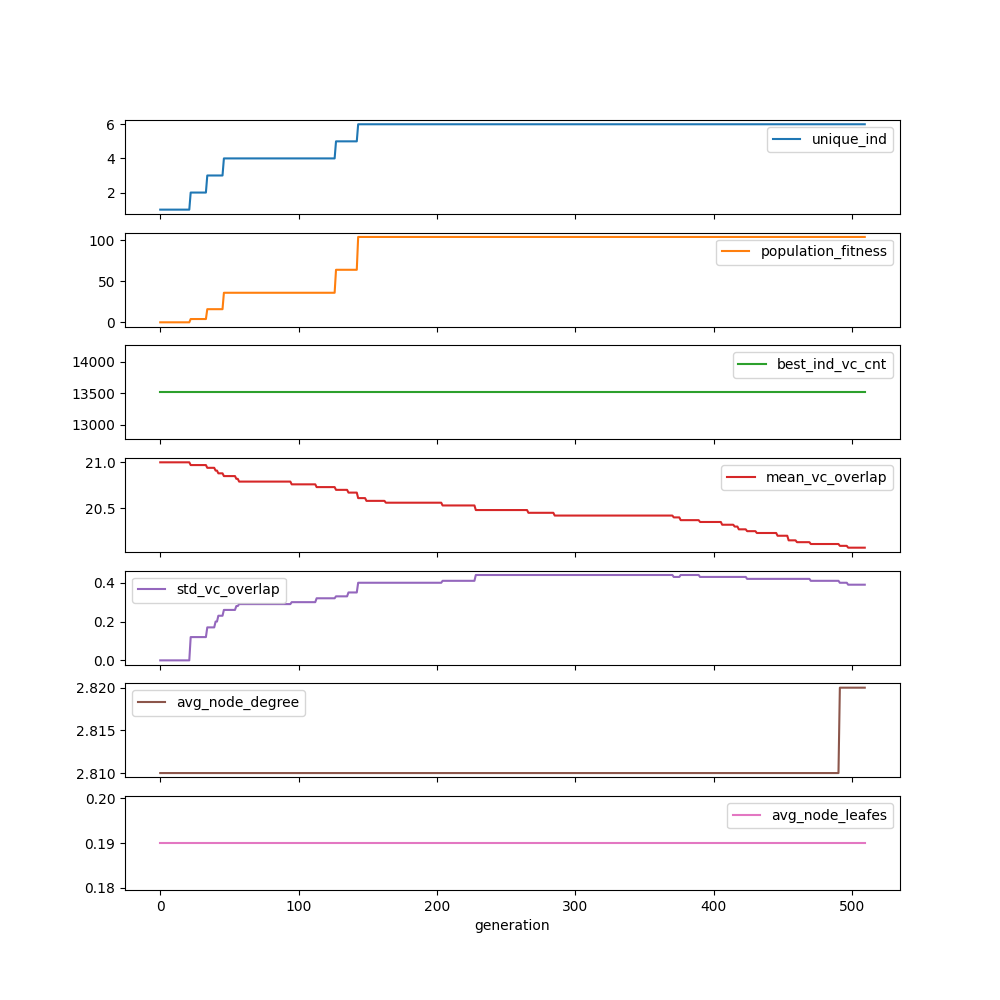 6
4
2
unique_ind
100
50
0
population_fitness
14000
13500
13000
best_ind_vc_cnt
21.0
20.5
mean_vc_overlap
0.4
0.2
0.0
std_vc_overlap
2.820
2.815
2.810
avg_node_degree
0.20
0.19
0.18
avg_node_leafes
0 100 200 300 400 500
generation